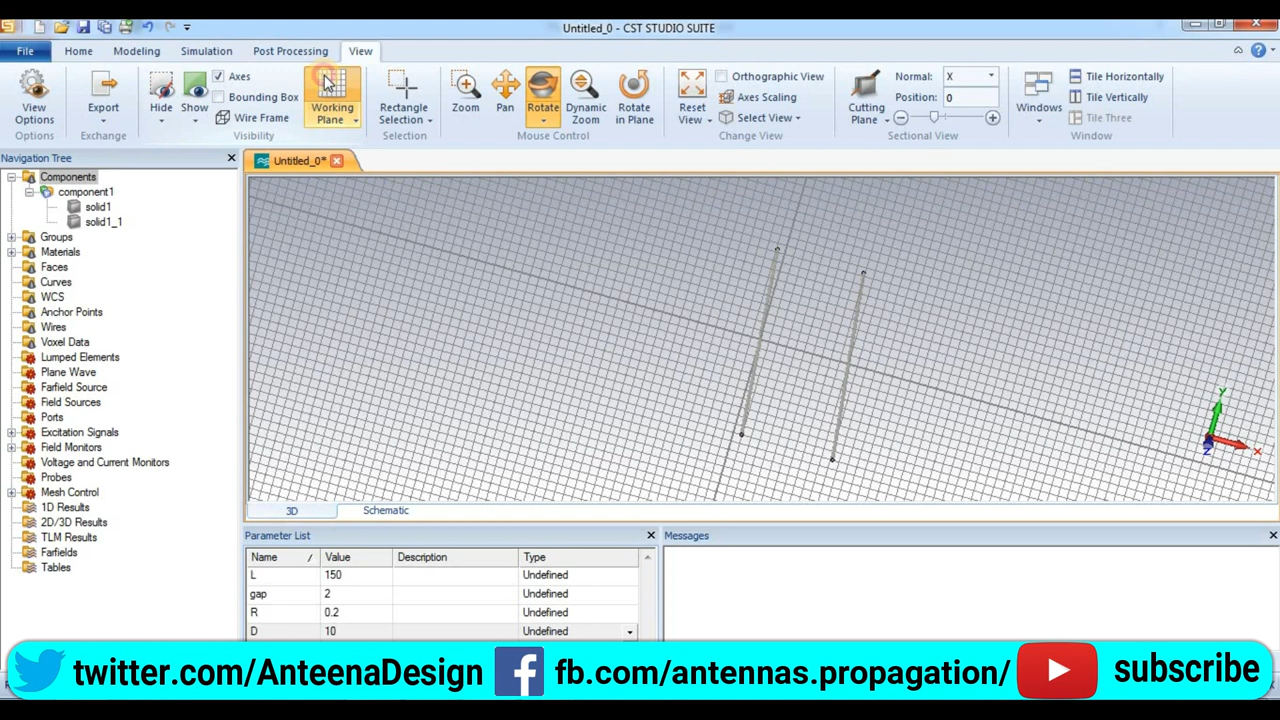 Untitled_0 - CST STUDIO SUITE
File Home Modeling Simulation Post Processing View
View Options
Export
Hide
Show
Axes
Bounding Box
Wire Frame
Working Plane
Rectangle Selection
Zoom
Pan
Rotate
Dynamic Zoom
Rotate in Plane
Reset View
Orthographic View
Axes Scaling
Select View
Cutting Plane
Normal: X
Position: 0
Windows
Tile Horizontally
Tile Vertically
Tile Three
Options Exchange Visibility Selection Mouse Control Change View Sectional View Window
Navigation Tree
Untitled_0*
Components
component1
solid1
solid1_1
Groups
Materials
Faces
Curves
WCS
Anchor Points
Wires
Voxel Data
Lumped Elements
Plane Wave
Farfield Source
Field Sources
Ports
Excitation Signals
Field Monitors
Voltage and Current Monitors
Probes
Mesh Control
1D Results
2D/3D Results
TLM Results
Farfields
Tables
Y
X
Z
3D Schematic
Parameter List
Messages
Name / Value Description Type
L 150 Undefined
gap 2 Undefined
R 0.2 Undefined
D 10 Undefined
twitter.com/AnteenaDesign fb.com/antennas.propagation/ subscribe